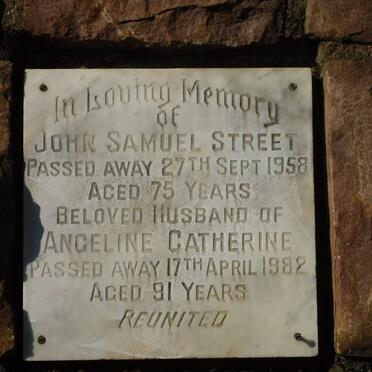 In Loving Memory
of
JOHN SAMUEL STREET
PASSED AWAY 27TH SEPT 1958
AGED 75 YEARS
BELOVED HUSBAND OF
ANGELINE CATHERINE
PASSED AWAY 17TH APRIL 1982
AGED 91 YEARS
REUNITED